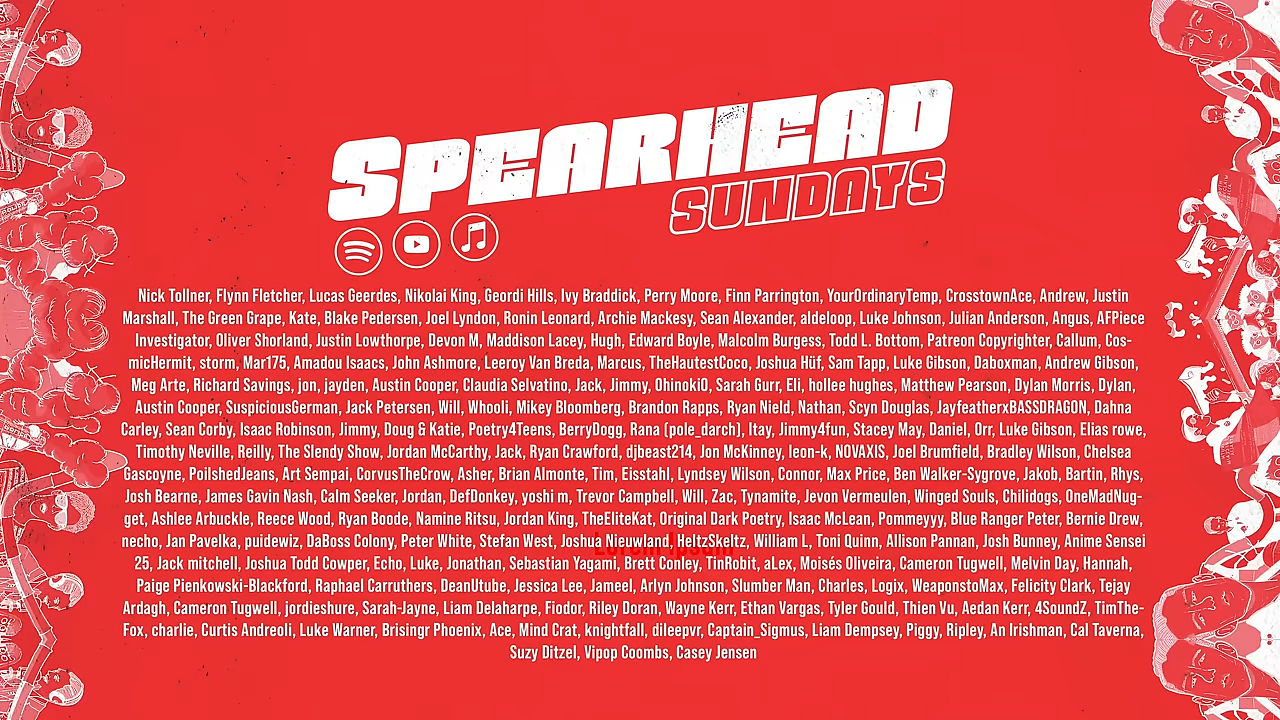 SPEARHEAD
SUNDAYS
Nick Tollner, Flynn Fletcher, Lucas Geerdes, Nikolai King, Geordi Hills, Ivy Braddick, Perry Moore, Finn Parrington, YourOrdinaryTemp, CrosstownAce, Andrew, Justin
Marshall, The Green Grape, Kate, Blake Pedersen, Joel Lyndon, Ronin Leonard, Archie Mackesy, Sean Alexander, aldeloop, Luke Johnson, Julian Anderson, Angus, AFPiece
Investigator, Oliver Shorland, Justin Lowthorpe, Devon M, Maddison Lacey, Hugh, Edward Boyle, Malcolm Burgess, Todd L. Bottom, Patreon Copyrighter, Callum, Cos-
micHermit, storm, Mar175, Amadou Isaacs, John Ashmore, Leeroy Van Breda, Marcus, TheHautestCoco, Joshua Hüf, Sam Tapp, Luke Gibson, Daboxman, Andrew Gibson,
Meg Arte, Richard Savings, jon, jayden, Austin Cooper, Claudia Selvatino, Jack, Jimmy, OhinokiO, Sarah Gurr, Eli, hollee hughes, Matthew Pearson, Dylan Morris, Dylan,
Austin Cooper, SuspiciousGerman, Jack Petersen, Will, Whooli, Mikey Bloomberg, Brandon Rapps, Ryan Nield, Nathan, Scyn Douglas, JayfeatherxBASSDRAGON, Dahna
Carley, Sean Corby, Isaac Robinson, Jimmy, Doug & Katie, Poetry4Teens, BerryDogg, Rana (pole_darch), Itay, Jimmy4fun, Stacey May, Daniel, Orr, Luke Gibson, Elias rowe,
Timothy Neville, Reilly, The Slendy Show, Jordan McCarthy, Jack, Ryan Crawford, djbeast214, Jon McKinney, leon-k, NOVAXIS, Joel Brumfield, Bradley Wilson, Chelsea
Gascoyne, PoilshedJeans, Art Sempai, CorvusTheCrow, Asher, Brian Almonte, Tim, Eisstahl, Lyndsey Wilson, Connor, Max Price, Ben Walker-Sygrove, Jakob, Bartin, Rhys,
Josh Bearne, James Gavin Nash, Calm Seeker, Jordan, DefDonkey, yoshi m, Trevor Campbell, Will, Zac, Tynamite, Jevon Vermeulen, Winged Souls, Chilidogs, OneMadNug-
get, Ashlee Arbuckle, Reece Wood, Ryan Boode, Namine Ritsu, Jordan King, TheEliteKat, Original Dark Poetry, Isaac McLean, Pommeyyy, Blue Ranger Peter, Bernie Drew,
necho, Jan Pavelka, puidewiz, DaBoss Colony, Peter White, Stefan West, Joshua Nieuwland, HeltzSkeltz, William L, Toni Quinn, Allison Pannan, Josh Bunney, Anime Sensei
Lorem Ipsum
25, Jack mitchell, Joshua Todd Cowper, Echo, Luke, Jonathan, Sebastian Yagami, Brett Conley, TinRobit, aLex, Moisés Oliveira, Cameron Tugwell, Melvin Day, Hannah,
Paige Pienkowski-Blackford, Raphael Carruthers, DeanUtube, Jessica Lee, Jameel, Arlyn Johnson, Slumber Man, Charles, Logix, WeaponstoMax, Felicity Clark, Tejay
Ardagh, Cameron Tugwell, jordieshure, Sarah-Jayne, Liam Delaharpe, Fiodor, Riley Doran, Wayne Kerr, Ethan Vargas, Tyler Gould, Thien Vu, Aedan Kerr, 4SoundZ, TimThe-
Fox, charlie, Curtis Andreoli, Luke Warner, Brisingr Phoenix, Ace, Mind Crat, knightfall, dileepvr, Captain_Sigmus, Liam Dempsey, Piggy, Ripley, An Irishman, Cal Taverna,
Suzy Ditzel, Vipop Coombs, Casey Jensen